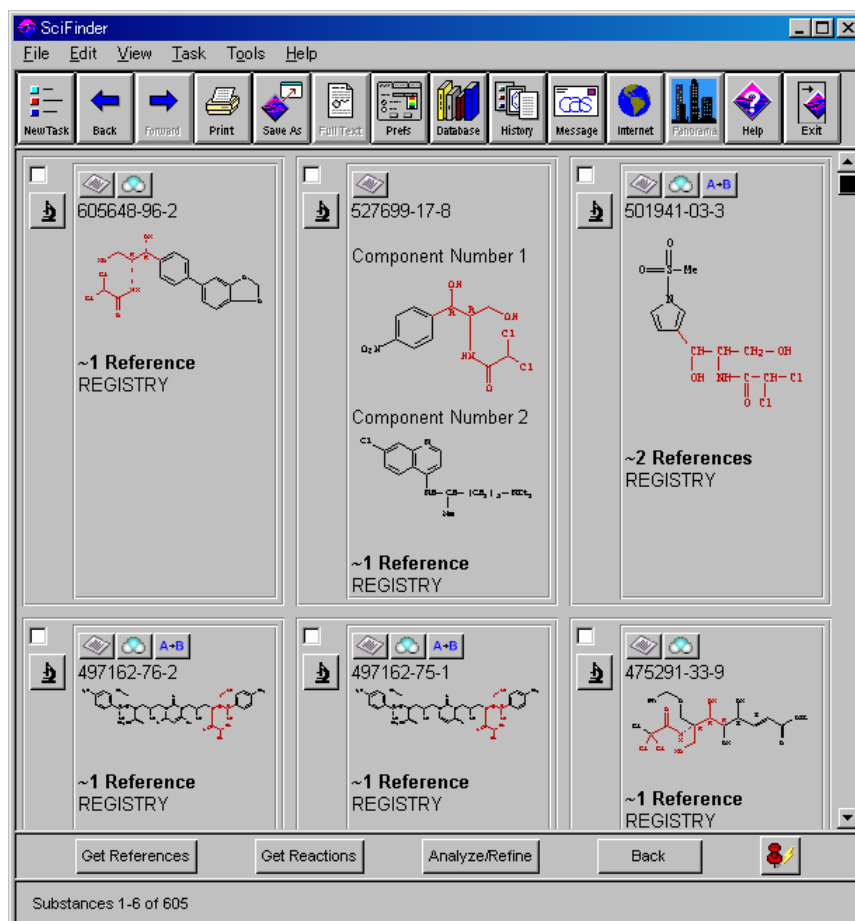 SciFinder
File Edit View Task Tools Help
NewTask Back Forward Print Save As Full Text Prefs Database History cas Message Internet Panorama Help Exit
A→B
605648-96-2
527699-17-8
501941-03-3
Component Number 1
OH
OH
O₂N
HN
Cl
Cl
O
Component Number 2
Cl
O
O=S—Me
N
CH—CH—CH₂—OH
OH NH—C—CH—Cl
O Cl
~1 Reference
REGISTRY
~1 Reference
REGISTRY
~2 References
REGISTRY
A→B
A→B
497162-76-2
497162-75-1
475291-33-9
~1 Reference
REGISTRY
~1 Reference
REGISTRY
~1 Reference
REGISTRY
Get References Get Reactions Analyze/Refine Back
Substances 1-6 of 605